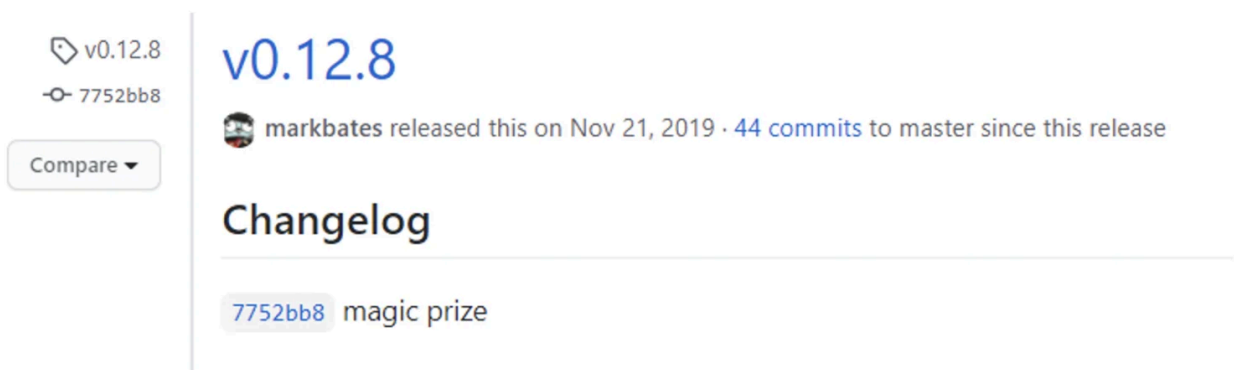 v0.12.8
7752bb8
Compare
v0.12.8
markbates released this on Nov 21, 2019 · 44 commits to master since this release
Changelog
7752bb8 magic prize